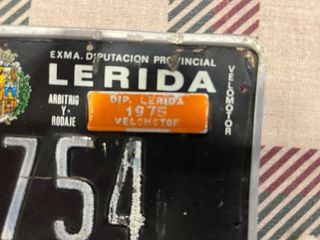 EXMA. DIPUTACION PROVINCIAL
LERIDA
ARBITRIO
Y
RODAJE
DIP. LERIDA
1975
VELOMOTOR
VELOMOTOR
754